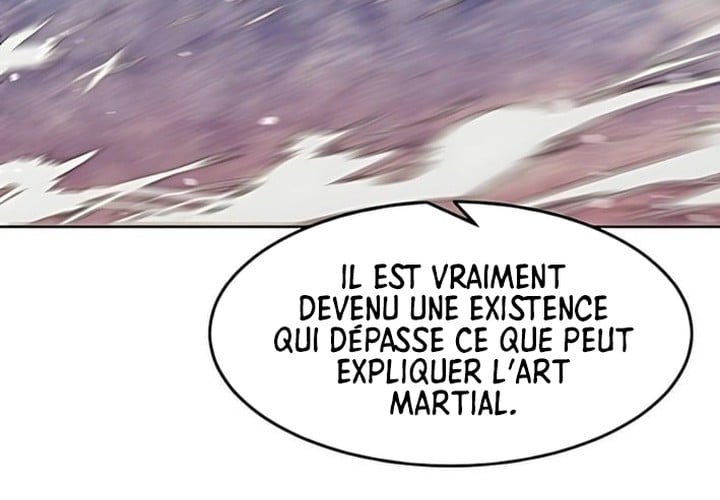 IL EST VRAIMENT
DEVENU UNE EXISTENCE
QUI DÉPASSE CE QUE PEUT
EXPLIQUER L'ART
MARTIAL.